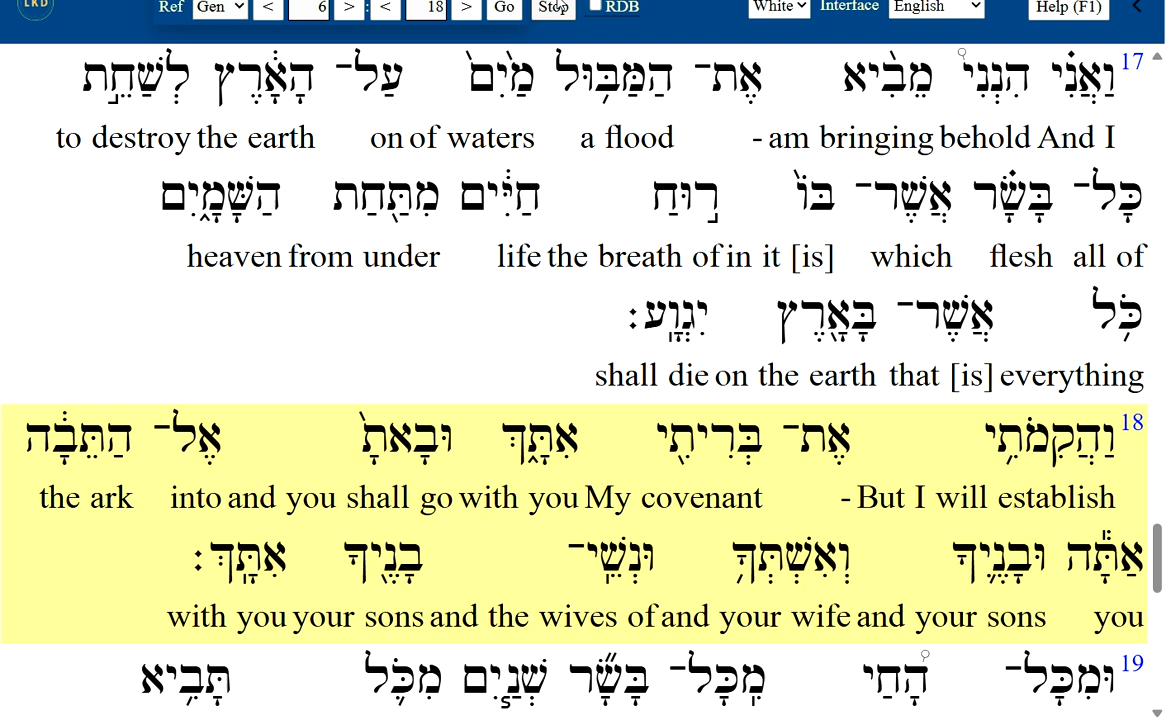 LKD Ref Gen < 6 > : < 18 > Go Stop RDB White Interface English Help (F1) <
17 וַאֲנִ֗י הִנְנִי֩ מֵבִ֨יא אֶת־ הַמַּבּ֥וּל מַ֙יִם֙ עַל־ הָאָ֔רֶץ לְשַׁחֵ֣ת
to destroy the earth on of waters a flood - am bringing behold And I
כָּל־ בָּשָׂ֗ר אֲשֶׁר־ בּוֹ֙ ר֣וּחַ חַיִּ֔ים מִתַּ֖חַת הַשָּׁמָ֑יִם
heaven from under life the breath of in it [is] which flesh all of
כֹּ֥ל אֲשֶׁר־ בָּאָ֖רֶץ יִגְוָֽע׃
shall die on the earth that [is] everything
18 וַהֲקִמֹתִ֥י אֶת־ בְּרִיתִ֖י אִתָּ֑ךְ וּבָאתָ֙ אֶל־ הַתֵּבָ֔ה
the ark into and you shall go with you My covenant - But I will establish
אַתָּ֕ה וּבָנֶ֛יךָ וְאִשְׁתְּךָ֥ וּנְשֵֽׁי־ בָנֶ֖יךָ אִתָּֽךְ׃
with you your sons and the wives of and your wife and your sons you
19 וּמִכָּל־ הָ֠חַי מִֽכָּל־ בָּשָׂ֞ר שְׁנַ֧יִם מִכֹּ֛ל תָּבִ֥יא